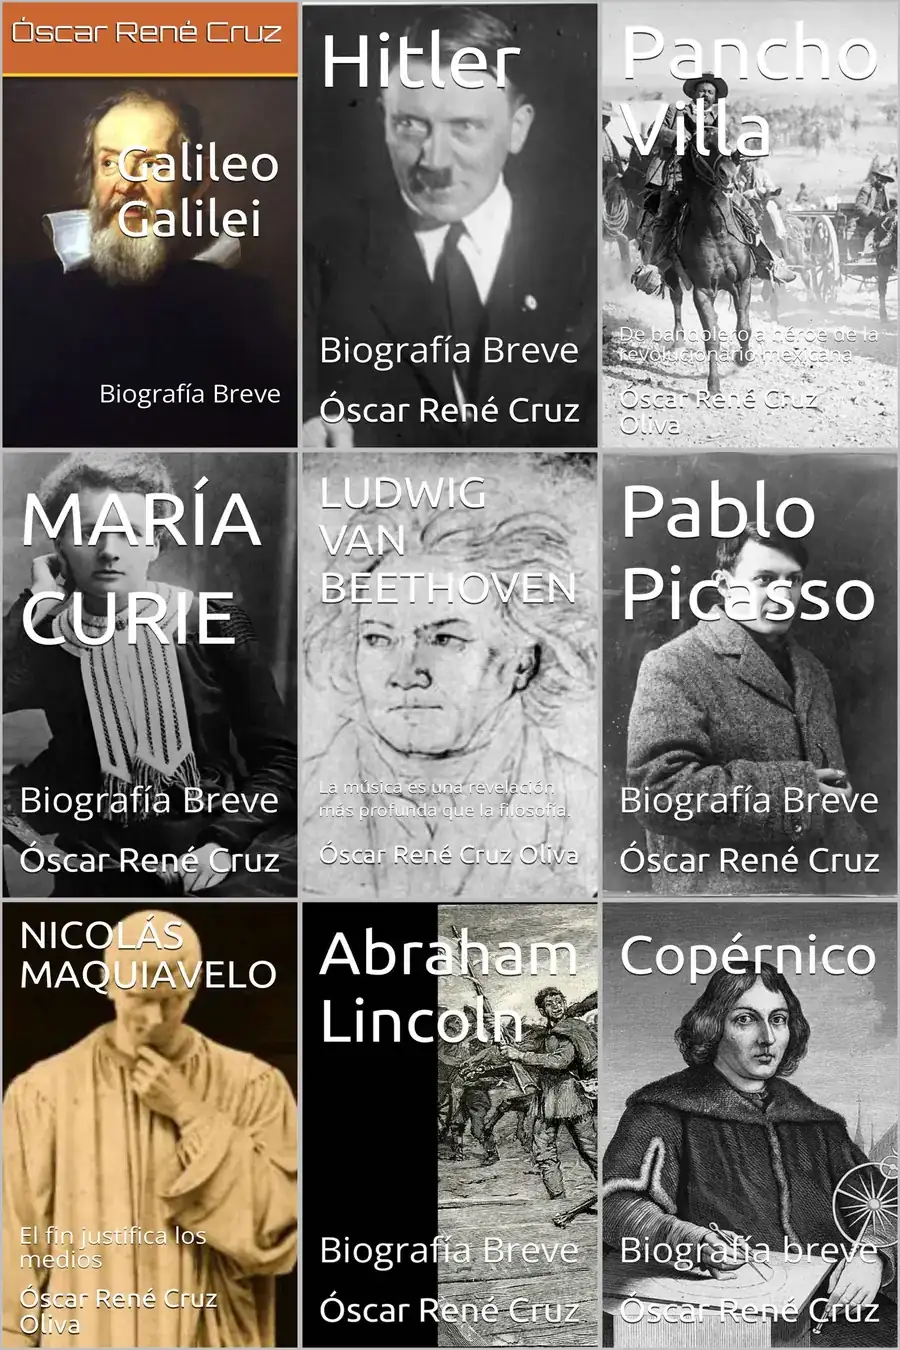 Óscar René Cruz
Galileo
Galilei
Biografía Breve
Hitler
Biografía Breve
Óscar René Cruz
Pancho
Villa
De bandolero a héroe de la
revolucionario mexicana
Óscar René Cruz
Oliva
MARÍA
CURIE
Biografía Breve
Óscar René Cruz
LUDWIG
VAN
BEETHOVEN
La música es una revelación
más profunda que la filosofía.
Óscar René Cruz Oliva
Pablo
Picasso
Biografía Breve
Óscar René Cruz
NICOLÁS
MAQUIAVELO
El fin justifica los
medios
Óscar René Cruz
Oliva
Abraham
Lincoln
Biografía Breve
Óscar René Cruz
Copérnico
Biografía breve
Óscar René Cruz